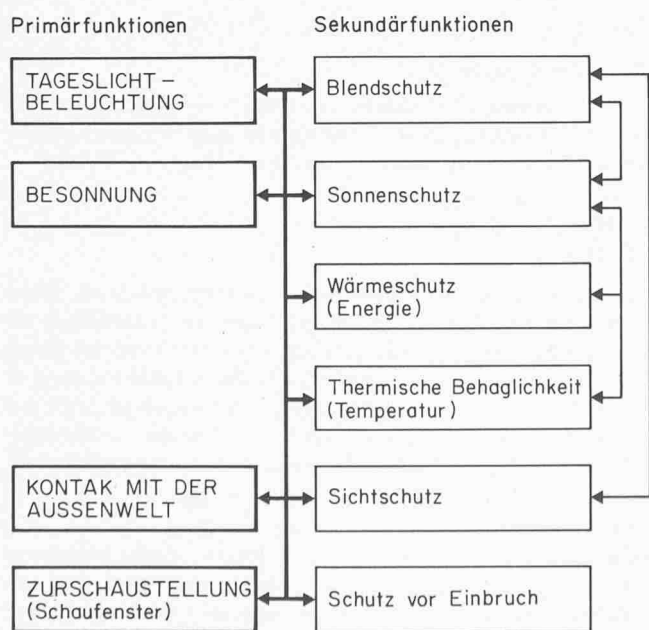 Primärfunktionen
Sekundärfunktionen
TAGESLICHT–
BELEUCHTUNG
Blendschutz
BESONNUNG
Sonnenschutz
Wärmeschutz
(Energie)
Thermische Behaglichkeit
(Temperatur)
KONTAK MIT DER
AUSSENWELT
Sichtschutz
ZURSCHAUSTELLUNG
(Schaufenster)
Schutz vor Einbruch